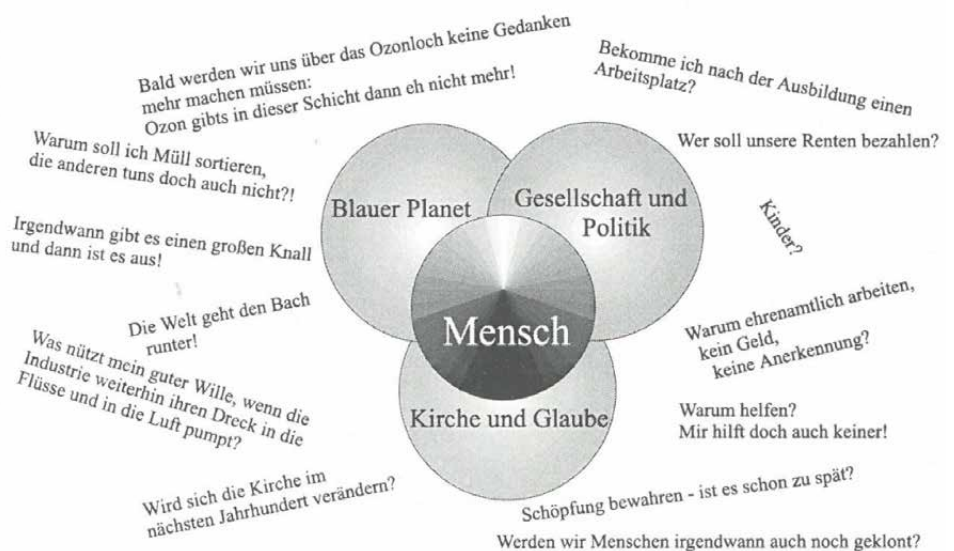 Bald werden wir uns über das Ozonloch keine Gedanken
mehr machen müssen:
Ozon gibts in dieser Schicht dann eh nicht mehr!
Bekomme ich nach der Ausbildung einen
Arbeitsplatz?
Warum soll ich Müll sortieren,
die anderen tuns doch auch nicht?!
Wer soll unsere Renten bezahlen?
Blauer Planet
Gesellschaft und
Politik
Kinder?
Irgendwann gibt es einen großen Knall
und dann ist es aus!
Die Welt geht den Bach
runter!
Mensch
Warum ehrenamtlich arbeiten,
kein Geld,
keine Anerkennung?
Was nützt mein guter Wille, wenn die
Industrie weiterhin ihren Dreck in die
Flüsse und in die Luft pumpt?
Kirche und Glaube
Warum helfen?
Mir hilft doch auch keiner!
Wird sich die Kirche im
nächsten Jahrhundert verändern?
Schöpfung bewahren - ist es schon zu spät?
Werden wir Menschen irgendwann auch noch geklont?